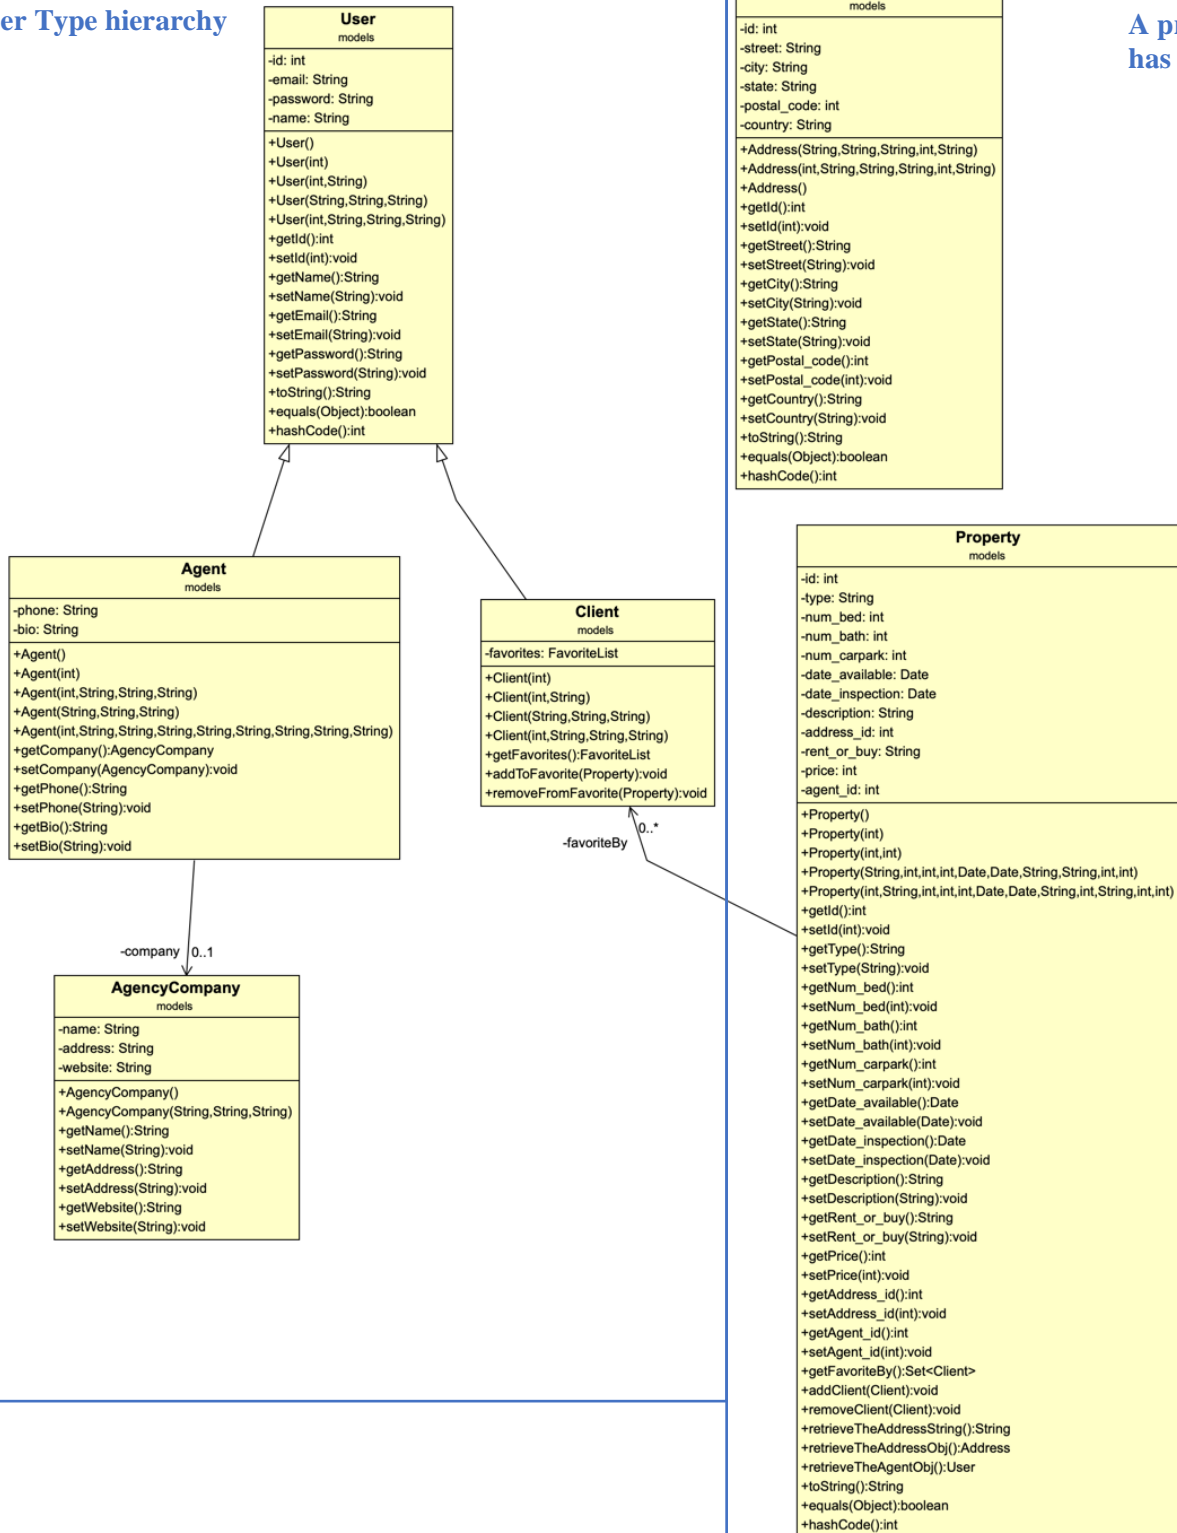 er Type hierarchy
User
models
-id: int
-email: String
-password: String
-name: String
+User()
+User(int)
+User(int,String)
+User(String,String,String)
+User(int,String,String,String)
+getId():int
+setId(int):void
+getName():String
+setName(String):void
+getEmail():String
+setEmail(String):void
+getPassword():String
+setPassword(String):void
+toString():String
+equals(Object):boolean
+hashCode():int
Agent
models
-phone: String
-bio: String
+Agent()
+Agent(int)
+Agent(int,String,String,String)
+Agent(String,String,String)
+Agent(int,String,String,String,String,String,String,String,String)
+getCompany():AgencyCompany
+setCompany(AgencyCompany):void
+getPhone():String
+setPhone(String):void
+getBio():String
+setBio(String):void
Client
models
-favorites: FavoriteList
+Client(int)
+Client(int,String)
+Client(String,String,String)
+Client(int,String,String,String)
+getFavorites():FavoriteList
+addToFavorite(Property):void
+removeFromFavorite(Property):void
0..*
-favoriteBy
-company 0..1
AgencyCompany
models
-name: String
-address: String
-website: String
+AgencyCompany()
+AgencyCompany(String,String,String)
+getName():String
+setName(String):void
+getAddress():String
+setAddress(String):void
+getWebsite():String
+setWebsite(String):void
models
-id: int
-street: String
-city: String
-state: String
-postal_code: int
-country: String
+Address(String,String,String,int,String)
+Address(int,String,String,String,int,String)
+Address()
+getId():int
+setId(int):void
+getStreet():String
+setStreet(String):void
+getCity():String
+setCity(String):void
+getState():String
+setState(String):void
+getPostal_code():int
+setPostal_code(int):void
+getCountry():String
+setCountry(String):void
+toString():String
+equals(Object):boolean
+hashCode():int
A p
has
Property
models
-id: int
-type: String
-num_bed: int
-num_bath: int
-num_carpark: int
-date_available: Date
-date_inspection: Date
-description: String
-address_id: int
-rent_or_buy: String
-price: int
-agent_id: int
+Property()
+Property(int)
+Property(int,int)
+Property(String,int,int,int,Date,Date,String,String,int,int)
+Property(int,String,int,int,int,Date,Date,String,int,String,int,int)
+getId():int
+setId(int):void
+getType():String
+setType(String):void
+getNum_bed():int
+setNum_bed(int):void
+getNum_bath():int
+setNum_bath(int):void
+getNum_carpark():int
+setNum_carpark(int):void
+getDate_available():Date
+setDate_available(Date):void
+getDate_inspection():Date
+setDate_inspection(Date):void
+getDescription():String
+setDescription(String):void
+getRent_or_buy():String
+setRent_or_buy(String):void
+getPrice():int
+setPrice(int):void
+getAddress_id():int
+setAddress_id(int):void
+getAgent_id():int
+setAgent_id(int):void
+getFavoriteBy():Set<Client>
+addClient(Client):void
+removeClient(Client):void
+retrieveTheAddressString():String
+retrieveTheAddressObj():Address
+retrieveTheAgentObj():User
+toString():String
+equals(Object):boolean
+hashCode():int